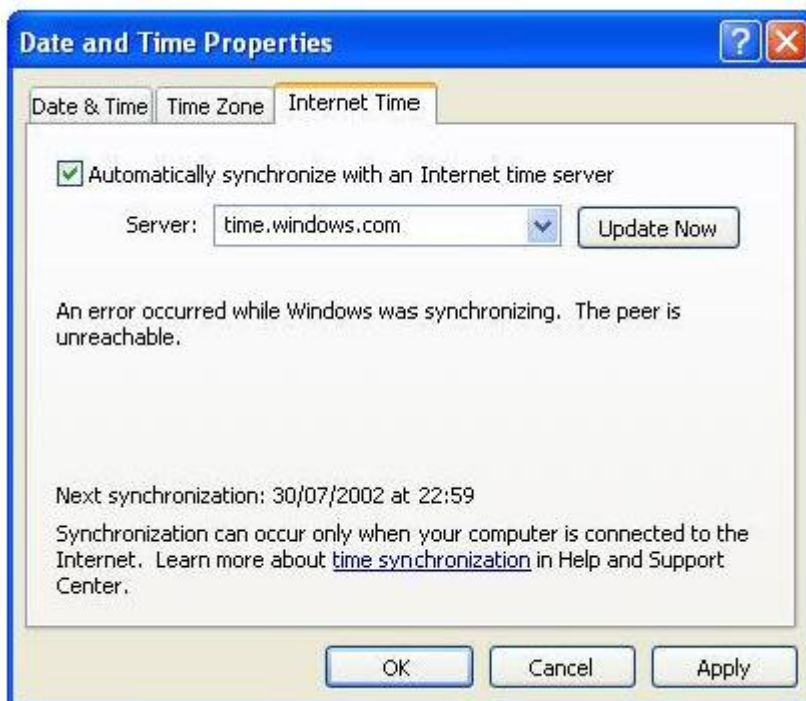 Date and Time Properties
Date & Time Time Zone Internet Time
Automatically synchronize with an Internet time server
Server: time.windows.com Update Now
An error occurred while Windows was synchronizing. The peer is
unreachable.
Next synchronization: 30/07/2002 at 22:59
Synchronization can occur only when your computer is connected to the
Internet. Learn more about time synchronization in Help and Support
Center.
OK Cancel Apply